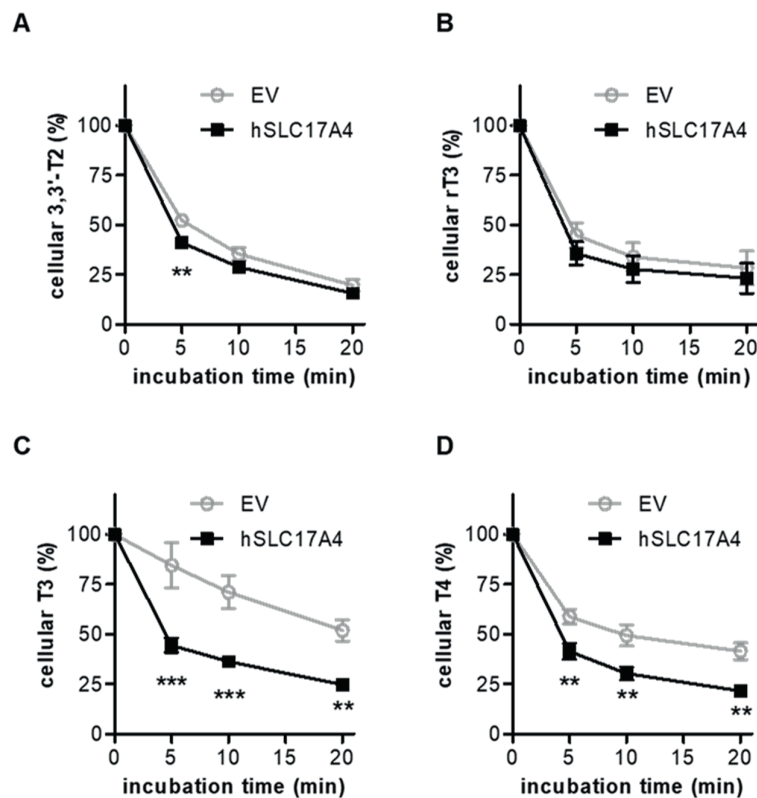 A
EV
hSLC17A4
100
75
50
25
0
cellular 3,3'-T2 (%)
**
0 5 10 15 20
incubation time (min)
B
EV
hSLC17A4
100
75
50
25
0
cellular rT3 (%)
0 5 10 15 20
incubation time (min)
C
EV
hSLC17A4
100
75
50
25
0
cellular T3 (%)
*** *** **
0 5 10 15 20
incubation time (min)
D
EV
hSLC17A4
100
75
50
25
0
cellular T4 (%)
** ** **
0 5 10 15 20
incubation time (min)